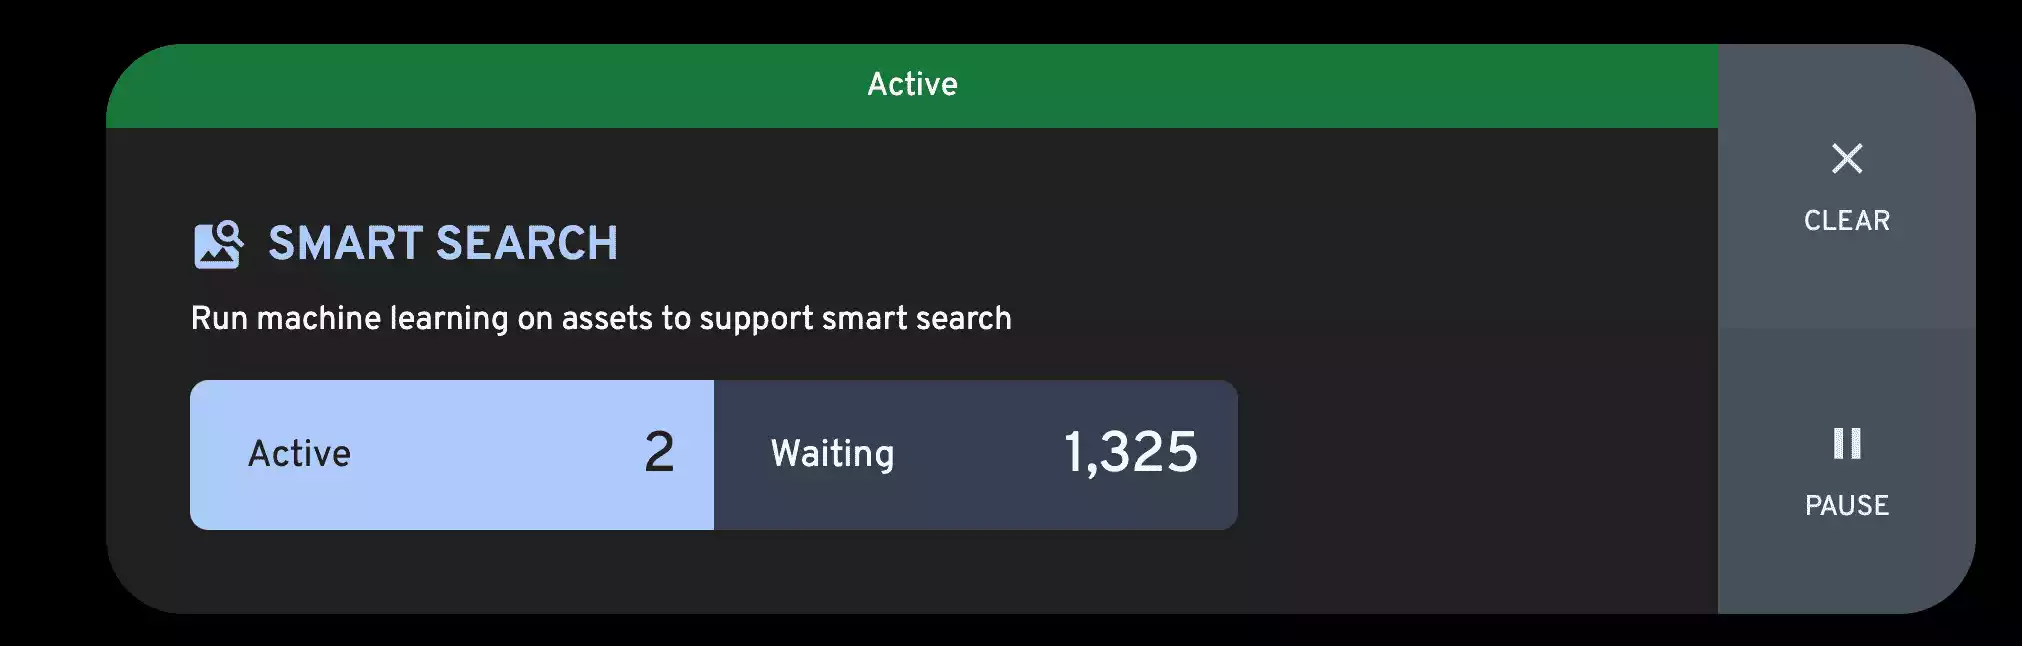 Active
SMART SEARCH
Run machine learning on assets to support smart search
Active 2
Waiting 1,325
CLEAR
PAUSE